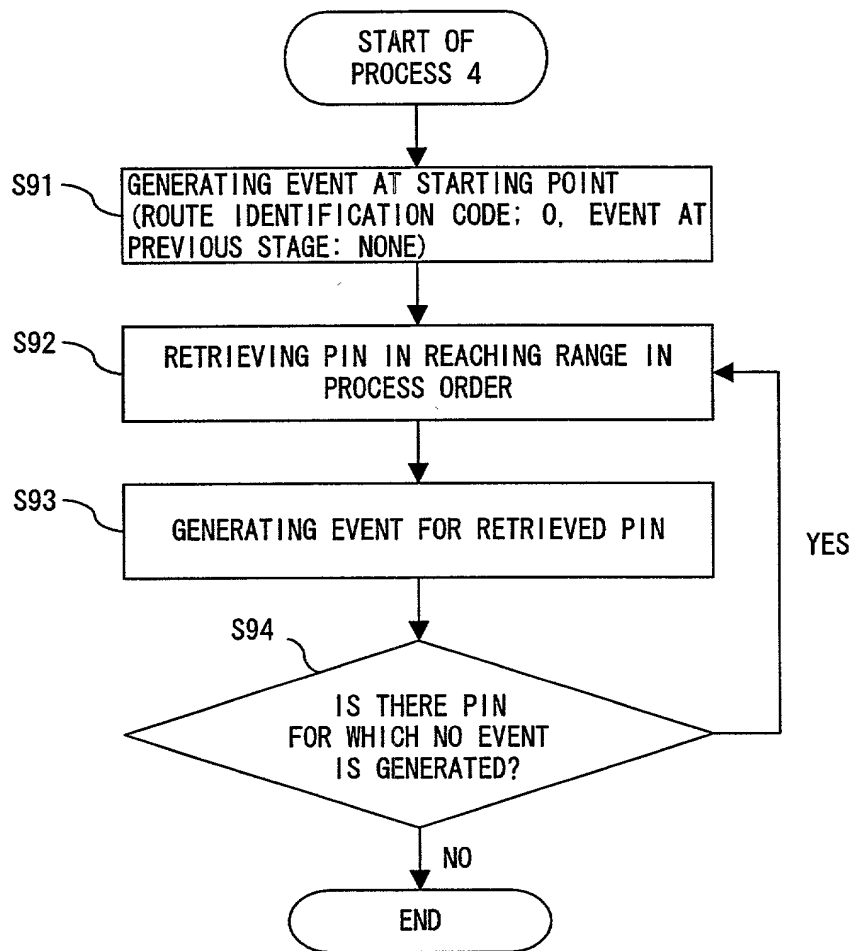 START OF
PROCESS 4
S91
GENERATING EVENT AT STARTING POINT
(ROUTE IDENTIFICATION CODE: 0, EVENT AT
PREVIOUS STAGE: NONE)
S92
RETRIEVING PIN IN REACHING RANGE IN
PROCESS ORDER
S93
GENERATING EVENT FOR RETRIEVED PIN
YES
S94
IS THERE PIN
FOR WHICH NO EVENT
IS GENERATED?
NO
END